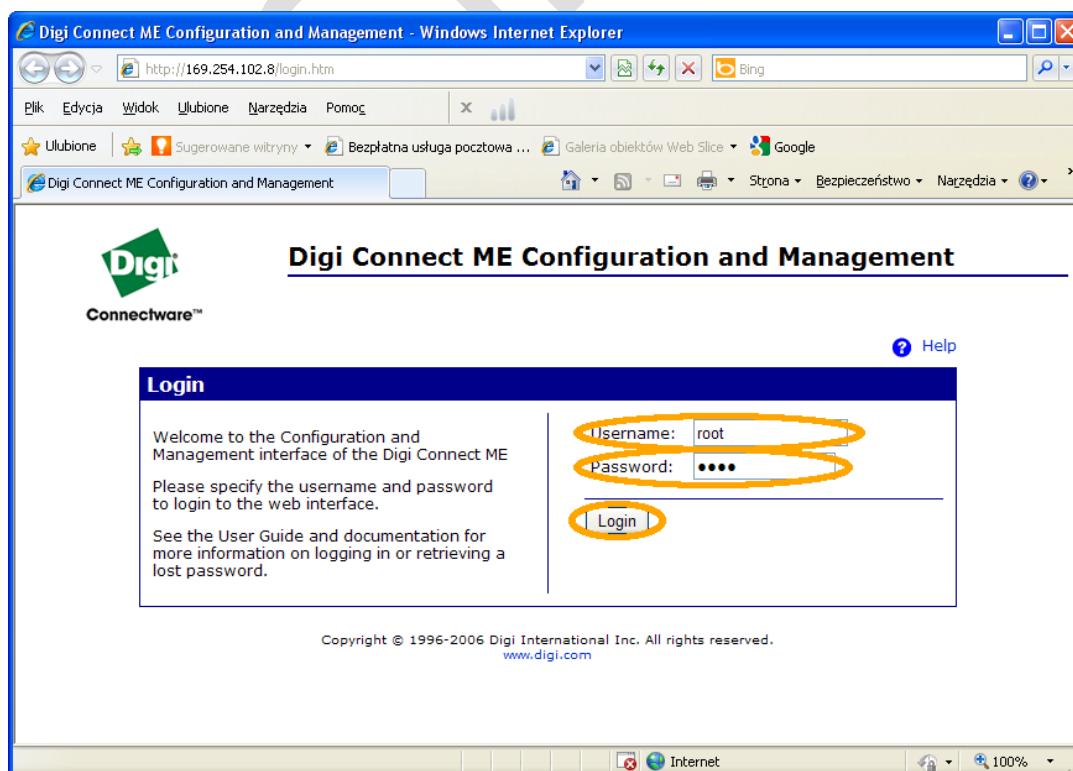 Digi Connect ME Configuration and Management - Windows Internet Explorer
http://169.254.102.8/login.htm
Bing
Plik Edycja Widok Ulubione Narzędzia Pomoc
Ulubione Sugerowane witryny Bezpłatna usługa pocztowa ... Galeria obiektów Web Slice Google
Digi Connect ME Configuration and Management
Strona Bezpieczeństwo Narzędzia
Digi
Connectware™
Digi Connect ME Configuration and Management
Help
Login
Welcome to the Configuration and
Management interface of the Digi Connect ME
Please specify the username and password
to login to the web interface.
See the User Guide and documentation for
more information on logging in or retrieving a
lost password.
Username: root
Password: ●●●●
Login
Copyright © 1996-2006 Digi International Inc. All rights reserved.
www.digi.com
Internet
100%